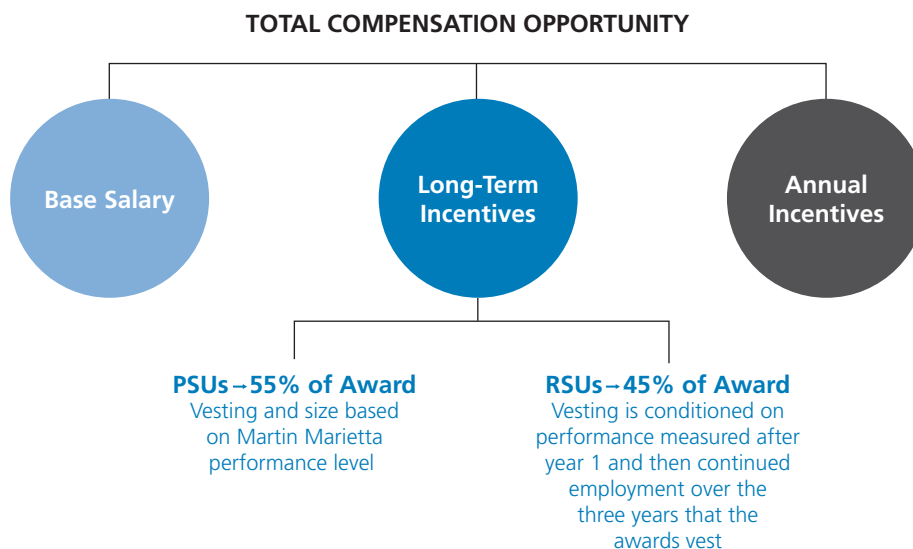 TOTAL COMPENSATION OPPORTUNITY
Base Salary
Long-Term
Incentives
Annual
Incentives
PSUs→55% of Award
Vesting and size based
on Martin Marietta
performance level
RSUs→45% of Award
Vesting is conditioned on
performance measured after
year 1 and then continued
employment over the
three years that the
awards vest